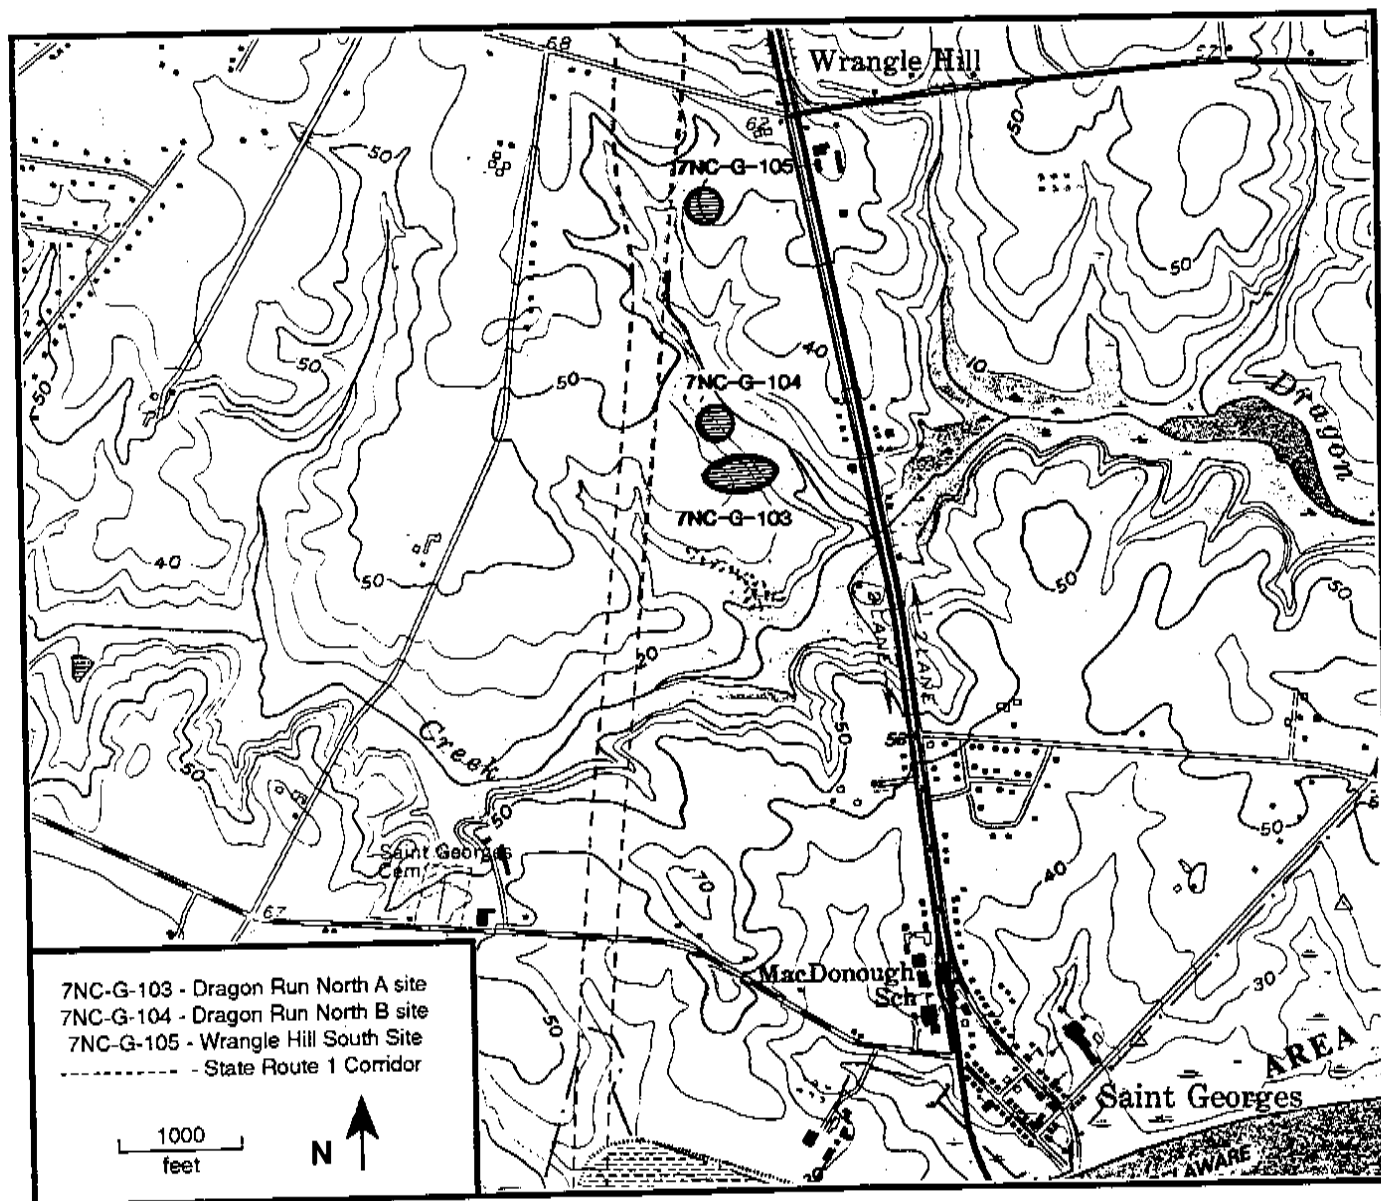 68
Wrangle Hill
67
62
50
50
7NC-G-105
50
50
40
10
Dragon
50
50
7NC-G-104
7NC-G-103
40
50
50
50
20
2 LANE
2 LANE
Creek
50
56
50
50
50
Saint Georges
Cem
70
40
67
MacDonough
Sch
30
50
AREA
Saint Georges
AWARE
7NC-G-103 - Dragon Run North A site
7NC-G-104 - Dragon Run North B site
7NC-G-105 - Wrangle Hill South Site
- State Route 1 Corridor
1000
feet
N